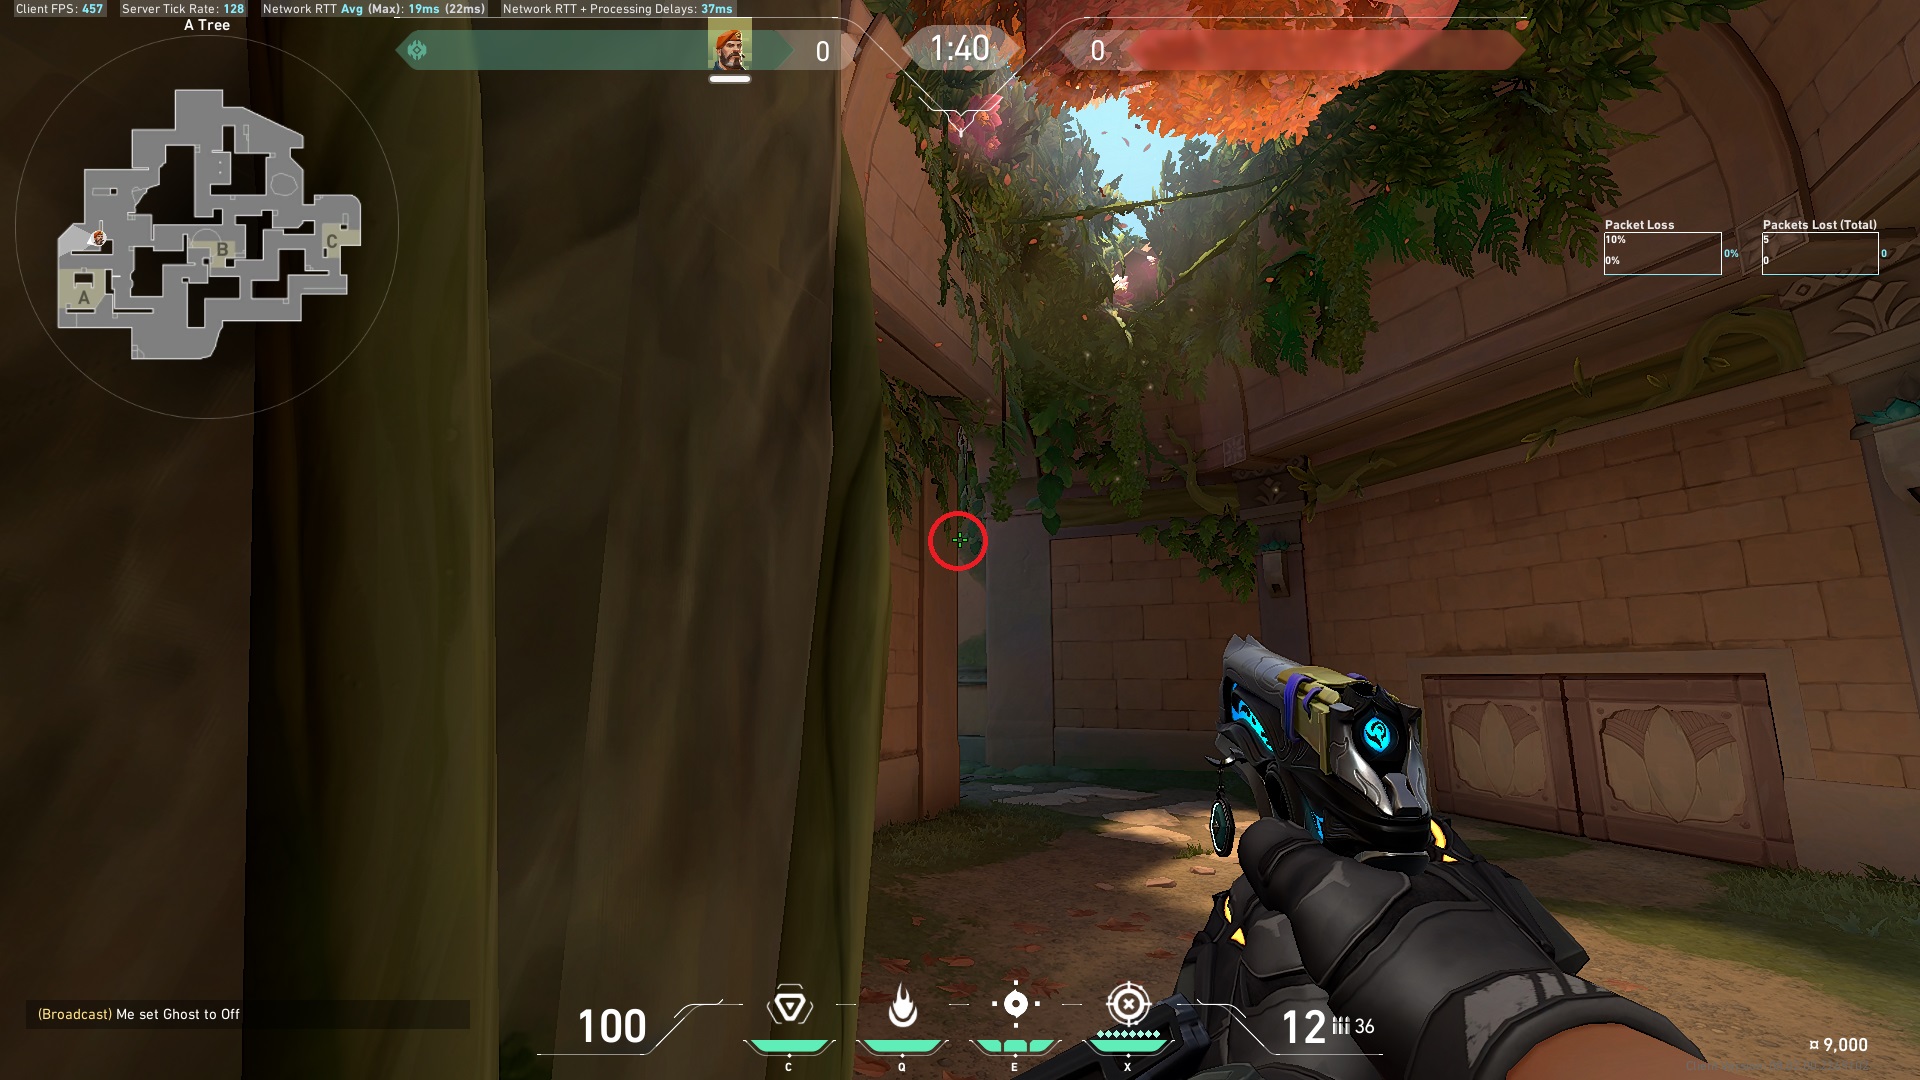 Client FPS: 457 Server Tick Rate: 128 Network RTT Avg (Max): 19ms (22ms) Network RTT + Processing Delays: 37ms
A Tree
0 1:40 0
Packet Loss Packets Lost (Total)
10% 5
0% 0% 0 0
A B C
(Broadcast) Me set Ghost to Off
100 12 36
¤ 9,000
C Q E X